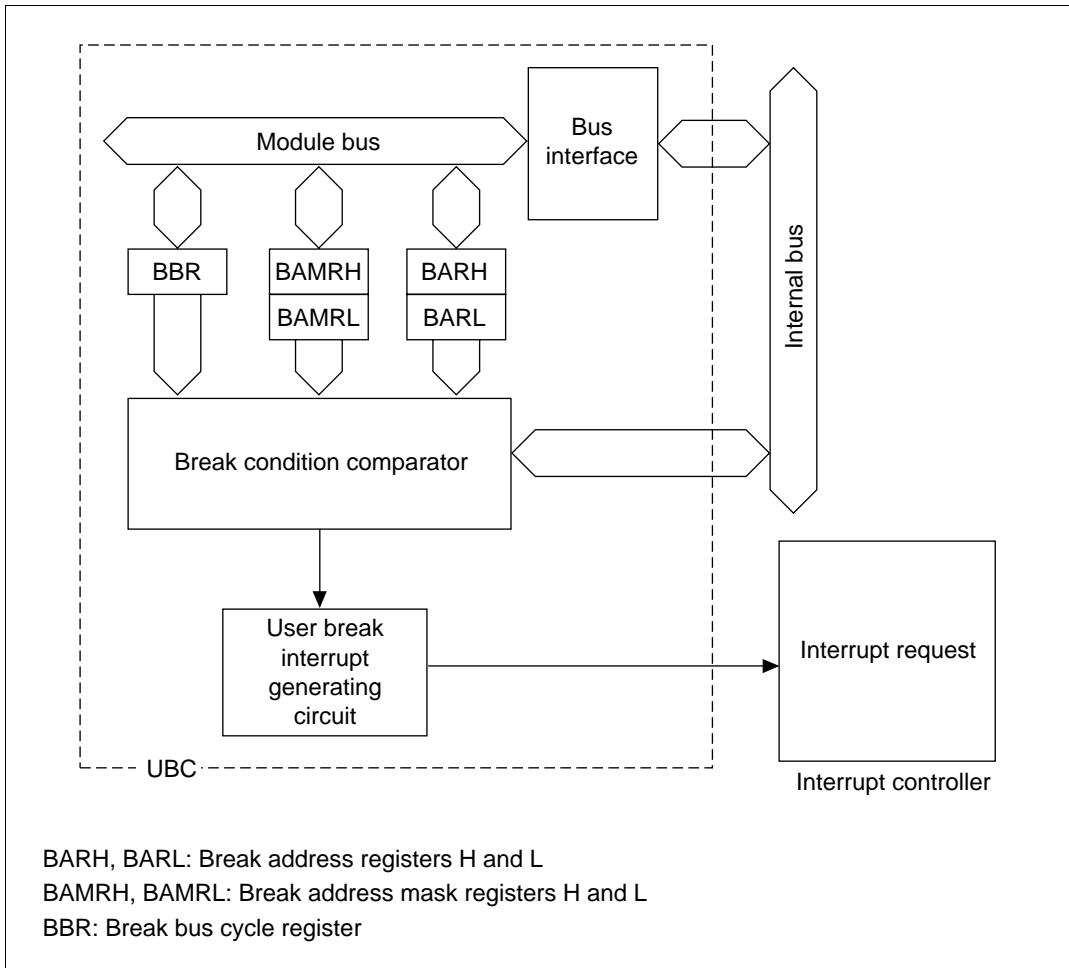 Module bus
Bus
interface
Internal bus
BBR
BAMRH
BARH
BAMRL
BARL
Break condition comparator
User break
interrupt
generating
circuit
Interrupt request
UBC
Interrupt controller
BARH, BARL: Break address registers H and L
BAMRH, BAMRL: Break address mask registers H and L
BBR: Break bus cycle register